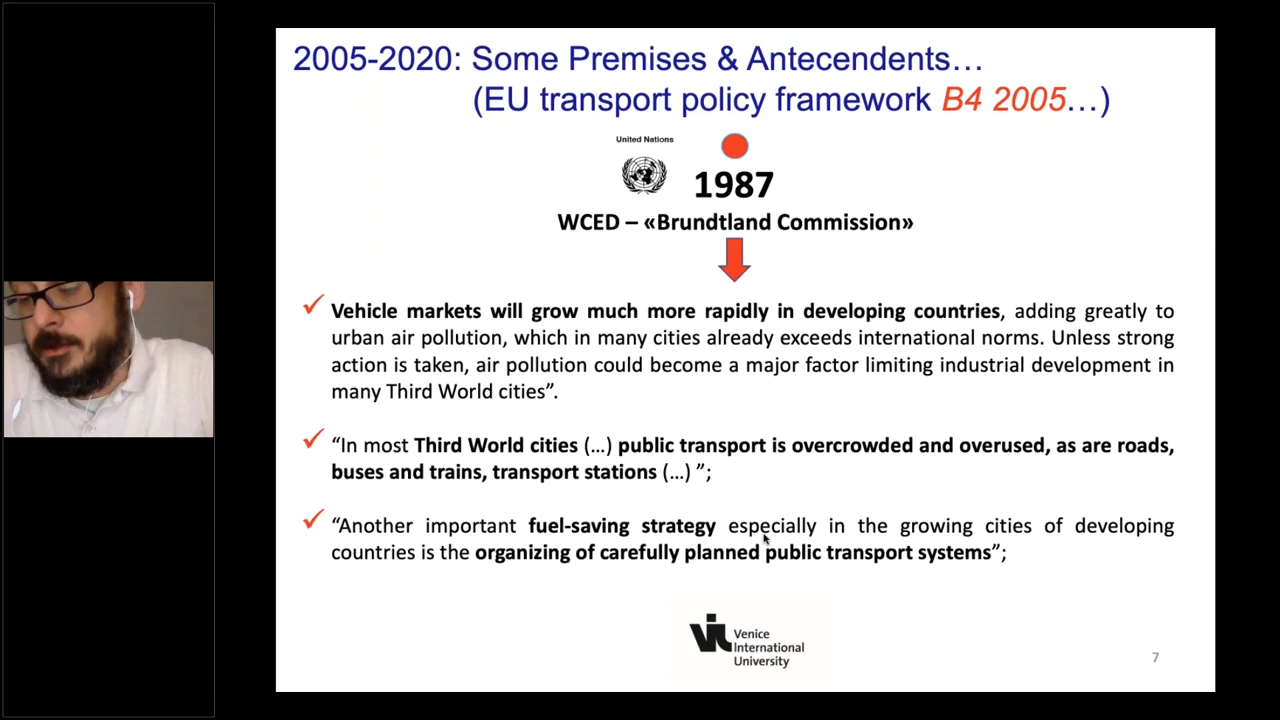 2005-2020: Some Premises & Antecendents…
(EU transport policy framework B4 2005…)
United Nations
1987
WCED – «Brundtland Commission»
Vehicle markets will grow much more rapidly in developing countries, adding greatly to
urban air pollution, which in many cities already exceeds international norms. Unless strong
action is taken, air pollution could become a major factor limiting industrial development in
many Third World cities”.
“In most Third World cities (…) public transport is overcrowded and overused, as are roads,
buses and trains, transport stations (…) ”;
“Another important fuel-saving strategy especially in the growing cities of developing
countries is the organizing of carefully planned public transport systems”;
VIU Venice
International
University
7